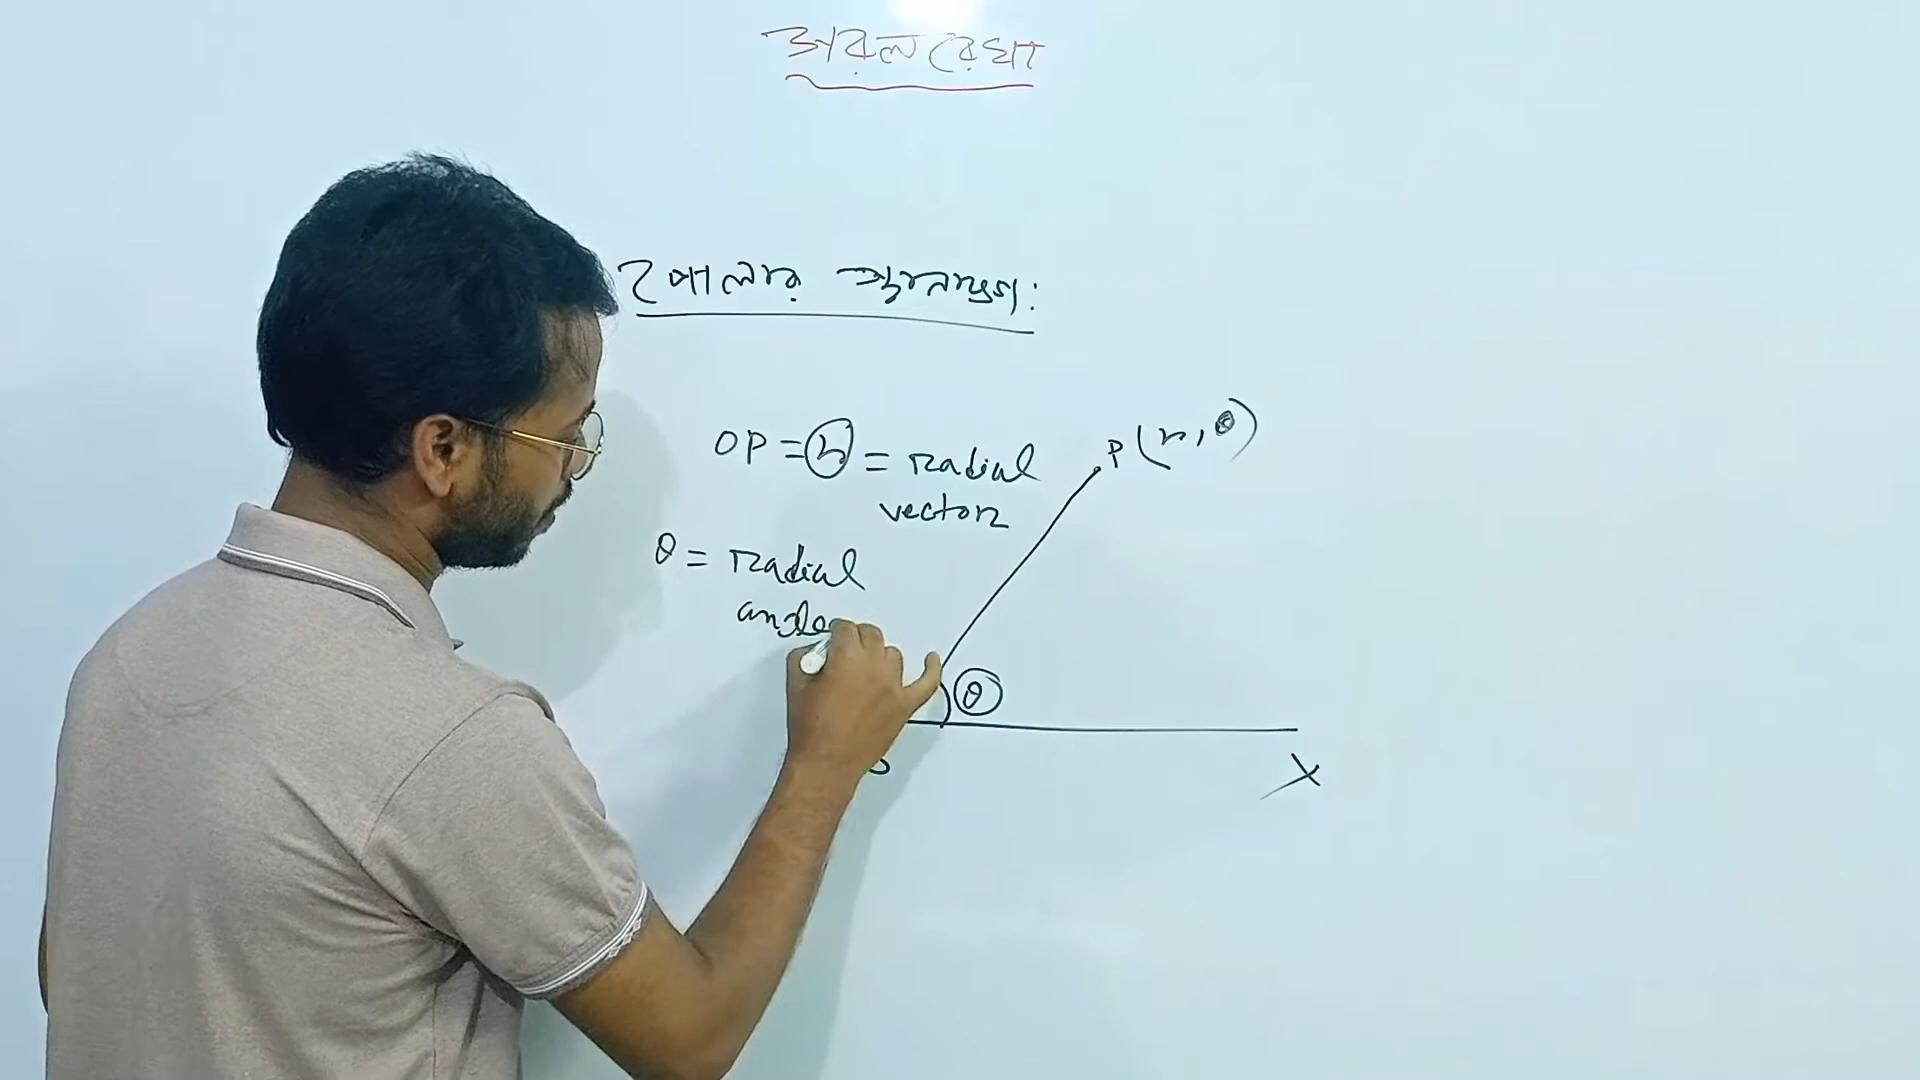 সরলরেখা
পোলার স্থানাঙ্ক:
OP = r = radial
vector
P(r, θ)
θ = radial
angle
θ
O
X